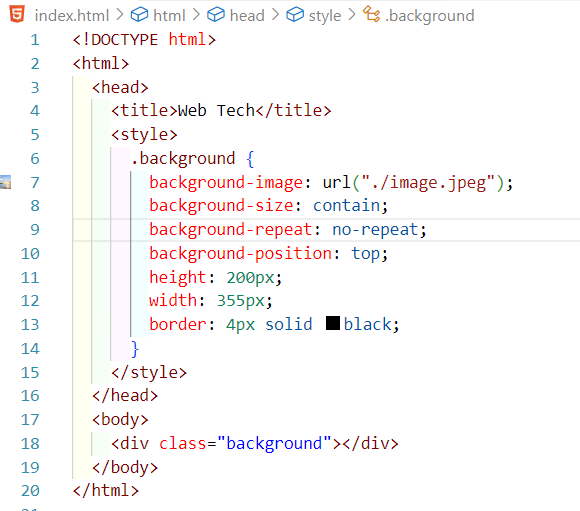 index.html > html > head > style > .background
1 <!DOCTYPE html>
2 <html>
3   <head>
4     <title>Web Tech</title>
5     <style>
6       .background {
7         background-image: url("./image.jpeg");
8         background-size: contain;
9         background-repeat: no-repeat;
10         background-position: top;
11         height: 200px;
12         width: 355px;
13         border: 4px solid black;
14       }
15     </style>
16   </head>
17   <body>
18     <div class="background"></div>
19   </body>
20 </html>